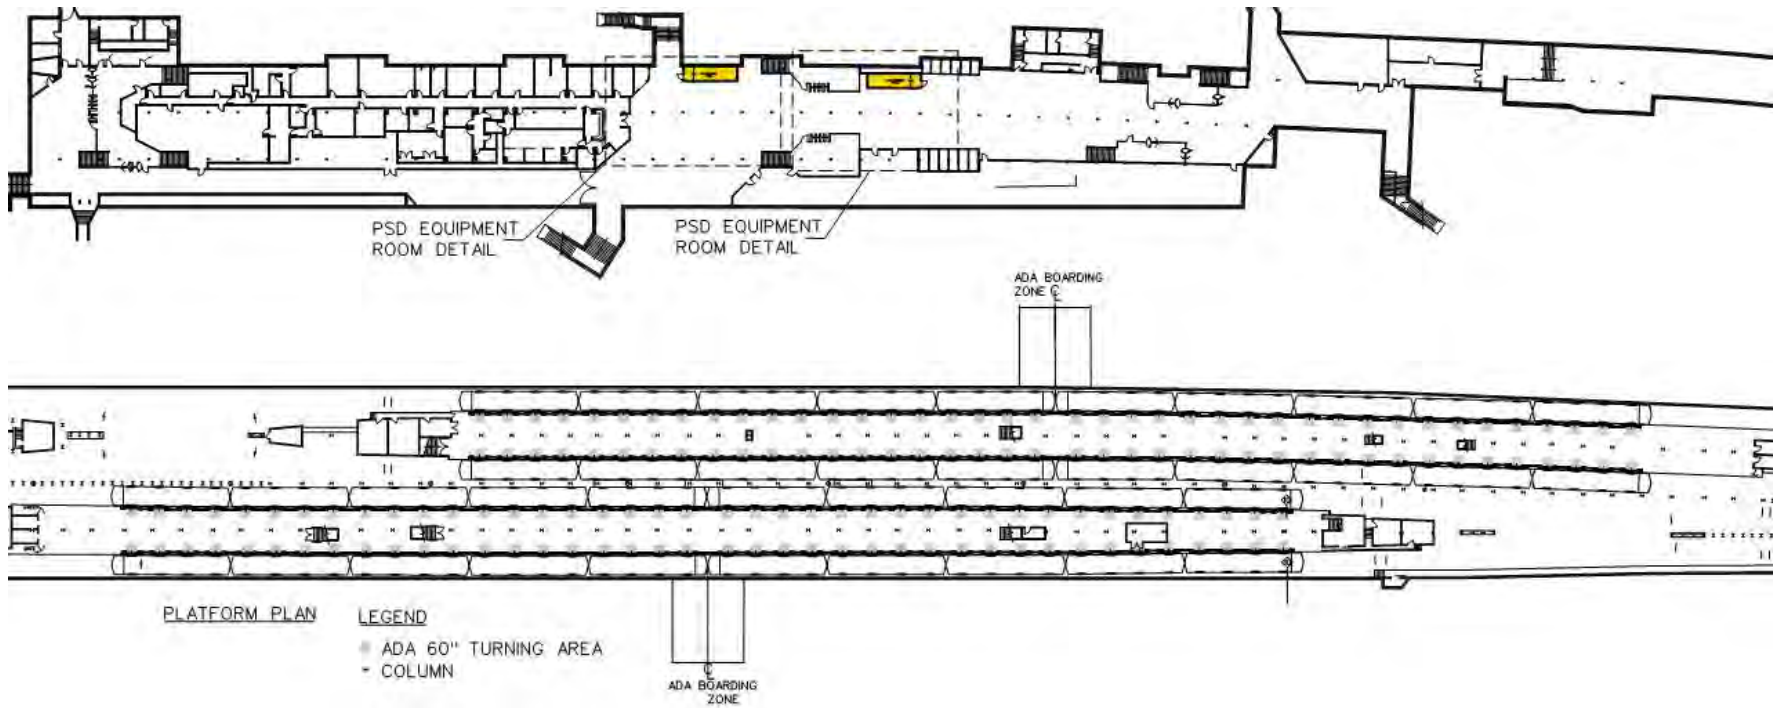 PSD EQUIPMENT
ROOM DETAIL
PSD EQUIPMENT
ROOM DETAIL
ADA BOARDING
ZONE ℄
PLATFORM PLAN
LEGEND
ADA 60" TURNING AREA
COLUMN
℄
ADA BOARDING
ZONE